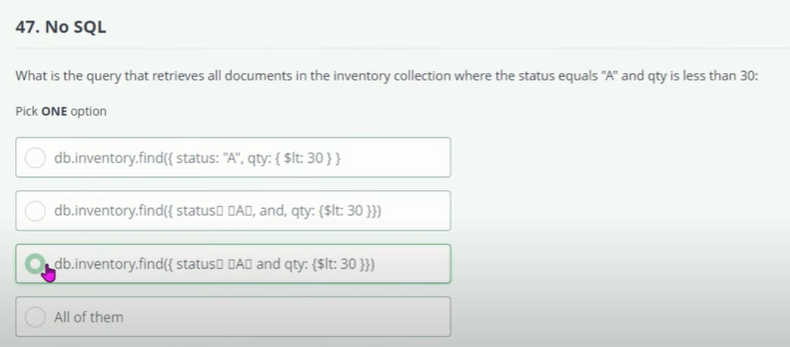 47. No SQL
What is the query that retrieves all documents in the inventory collection where the status equals "A" and qty is less than 30:
Pick ONE option
db.inventory.find({ status: "A", qty: { $lt: 30 } }
db.inventory.find({ status▯ ▯A▯, and, qty: {$lt: 30 }})
db.inventory.find({ status▯ ▯A▯ and qty: {$lt: 30 }})
All of them